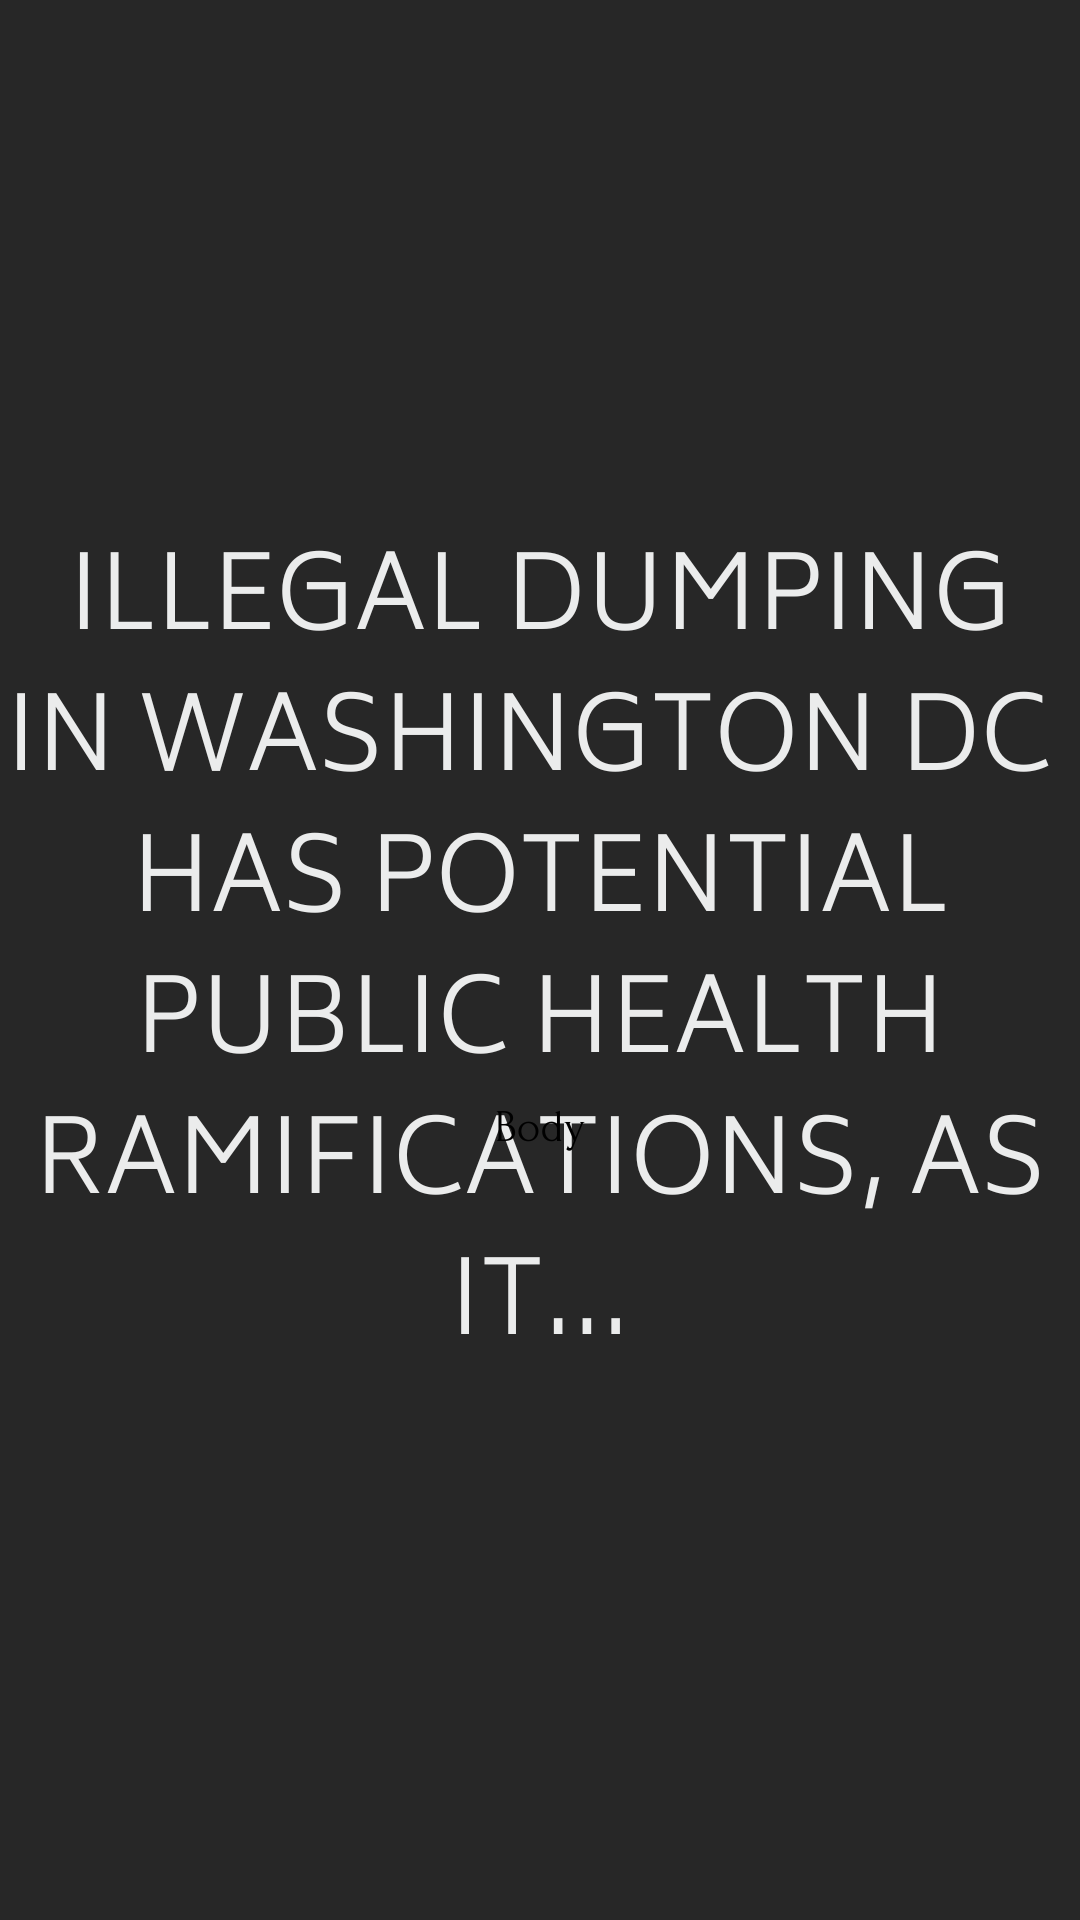 ILLEGAL DUMPING
IN WASHINGTON DC
HAS POTENTIAL
PUBLIC HEALTH
RAMIFICATIONS, AS
Body
IT...